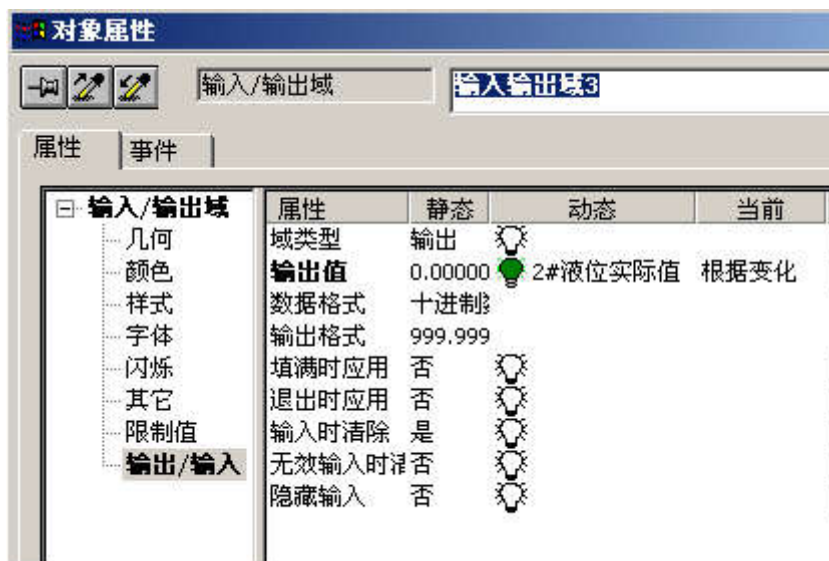 对象属性
输入/输出域 输入输出域3
属性 事件
输入/输出域
几何
颜色
样式
字体
闪烁
其它
限制值
输出/输入
属性 静态 动态 当前
域类型 输出
输出值 0.00000 2#液位实际值 根据变化
数据格式 十进制
输出格式 999.999
填满时应用 否
退出时应用 否
输入时清除 是
无效输入时清 否
隐藏输入 否